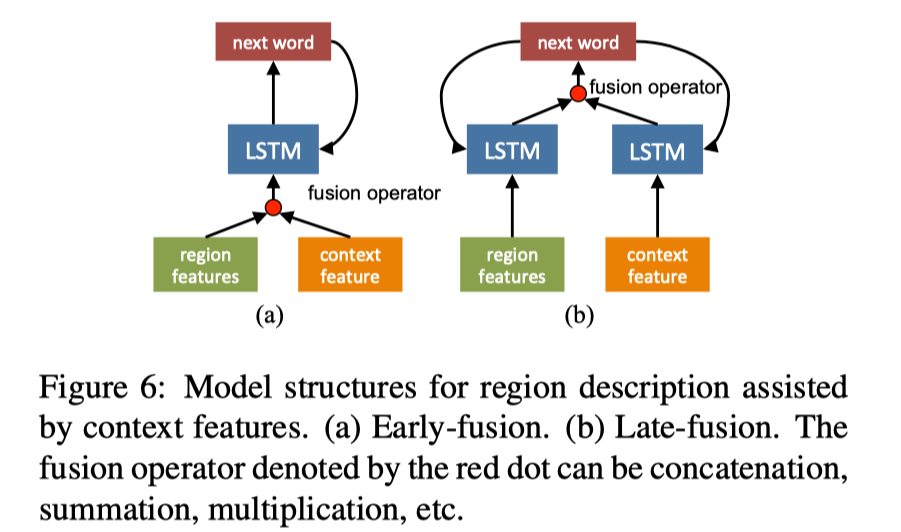 next word
LSTM
fusion operator
region
features
context
feature
(a)
next word
fusion operator
LSTM
LSTM
region
features
context
feature
(b)
Figure 6: Model structures for region description assisted
by context features. (a) Early-fusion. (b) Late-fusion. The
fusion operator denoted by the red dot can be concatenation,
summation, multiplication, etc.